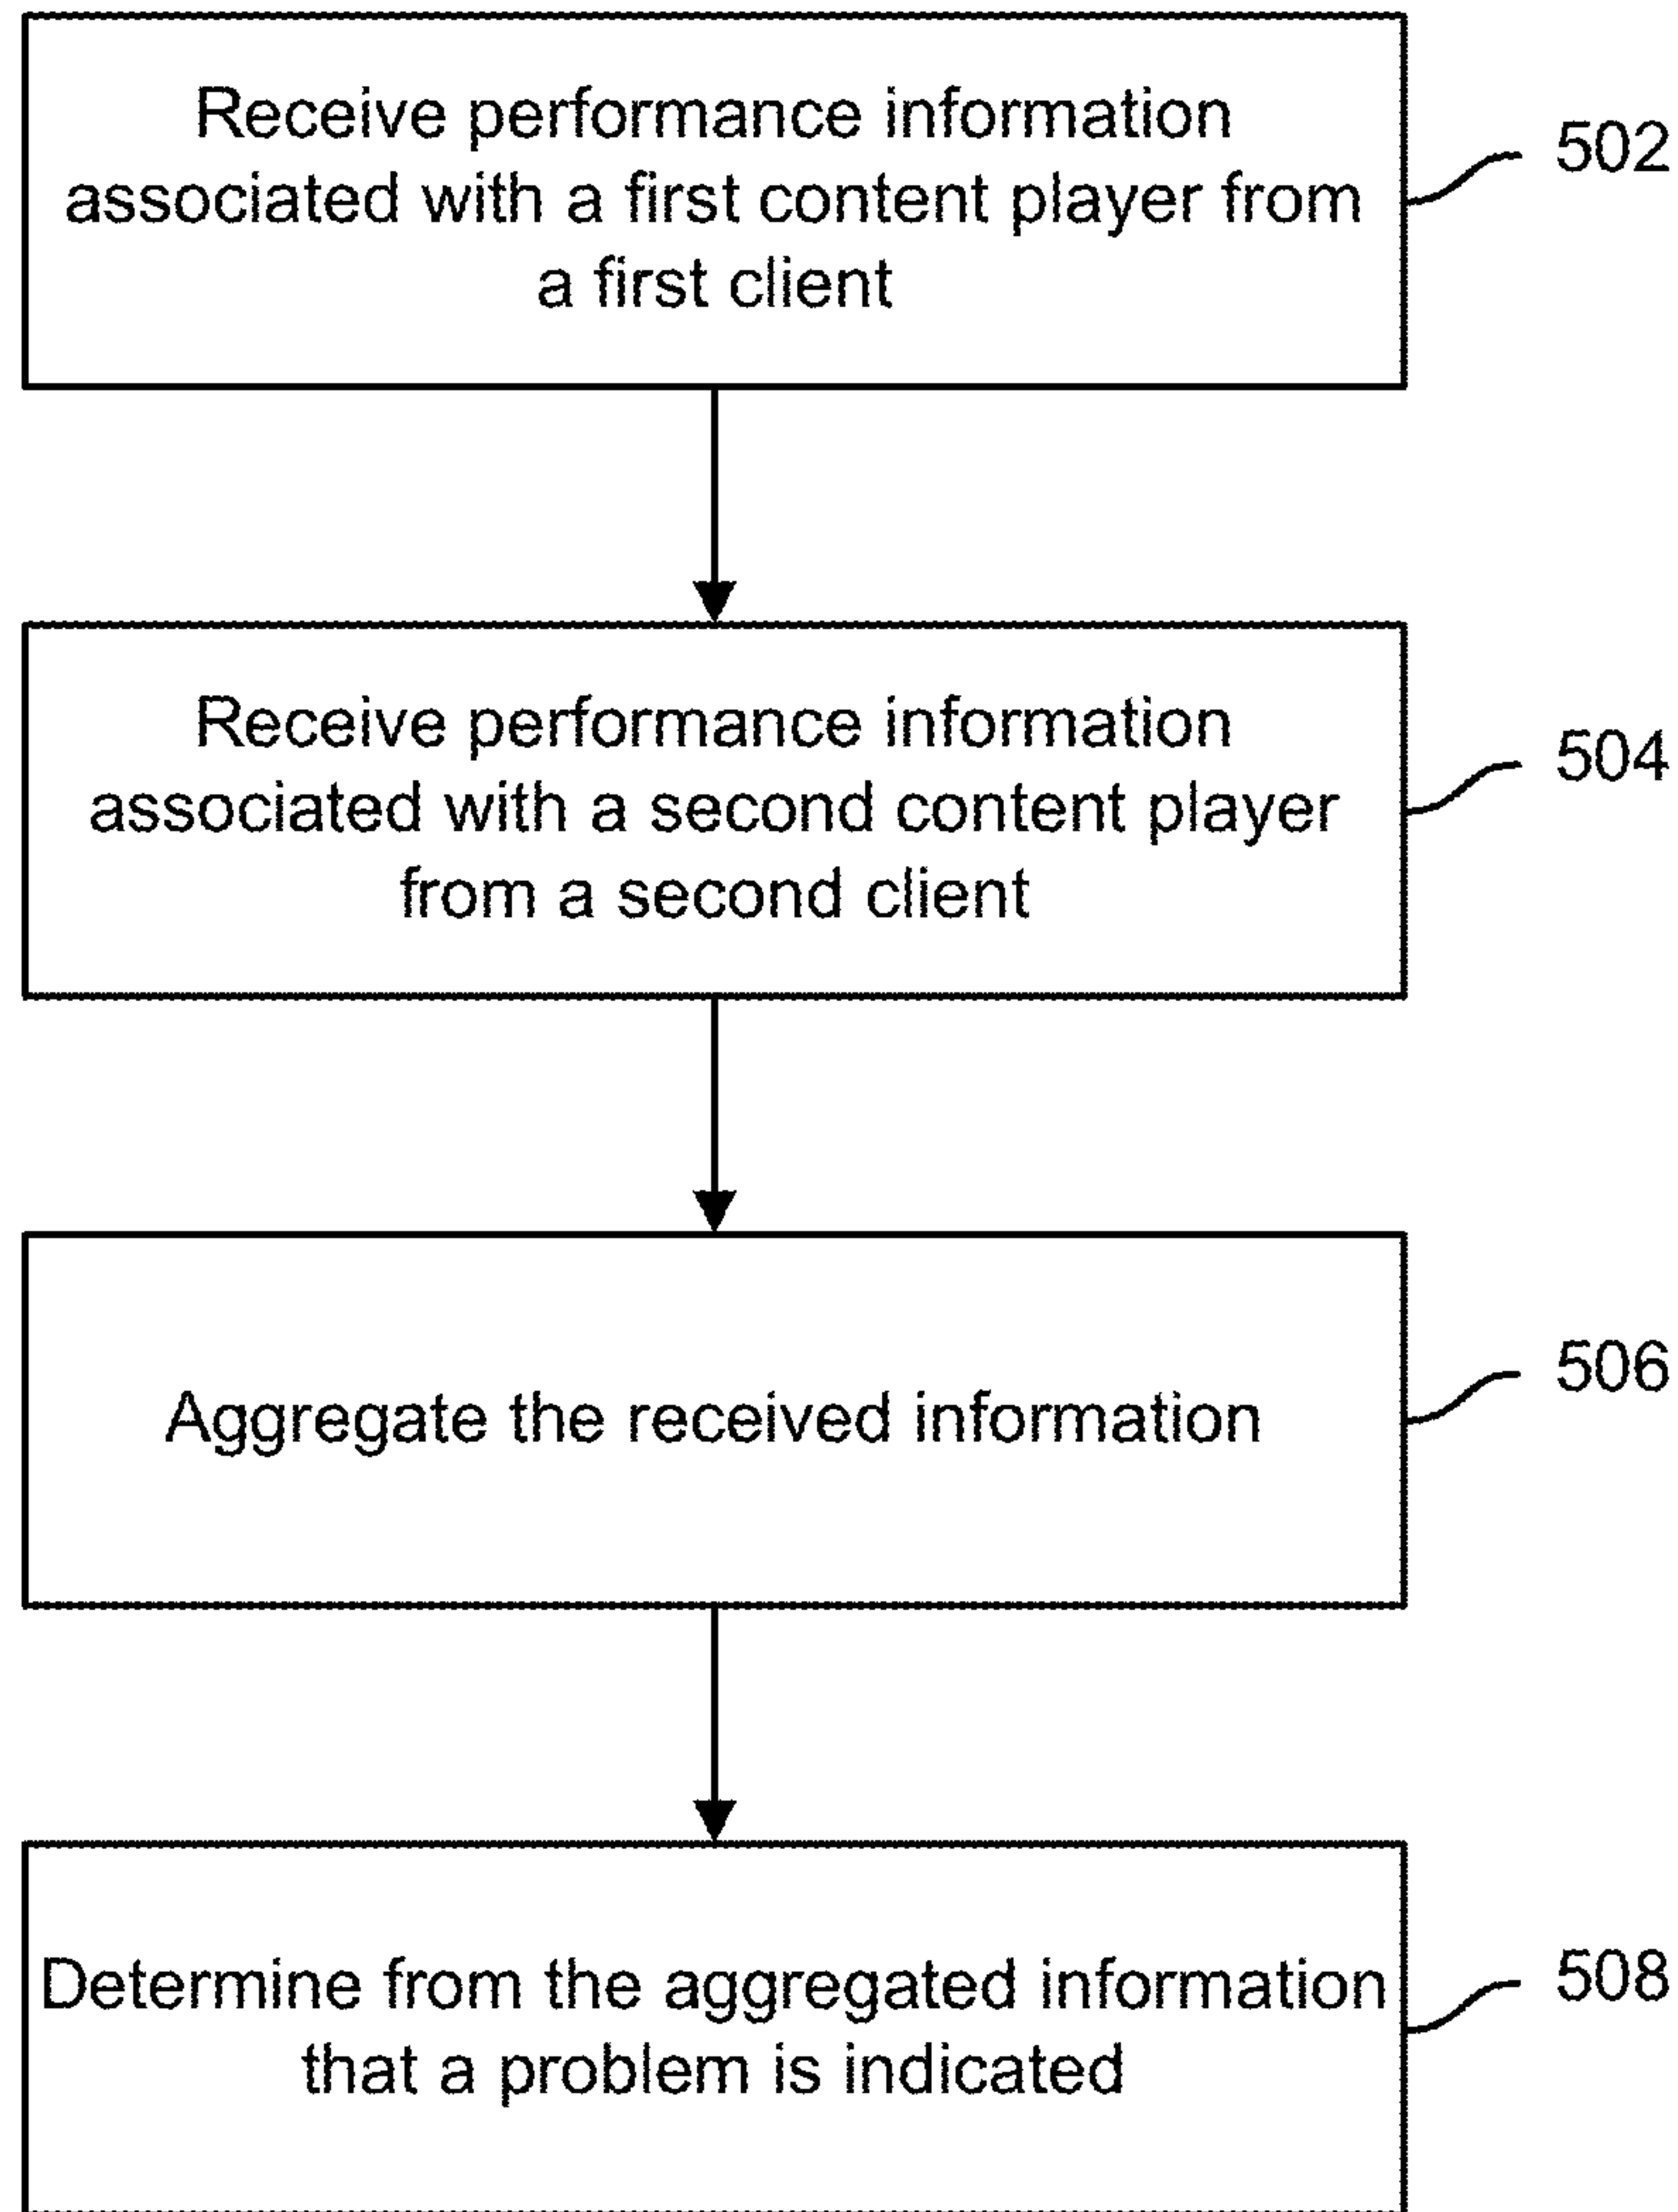 Receive performance information
associated with a first content player from
a first client
502
Receive performance information
associated with a second content player
from a second client
504
Aggregate the received information
506
Determine from the aggregated information
that a problem is indicated
508